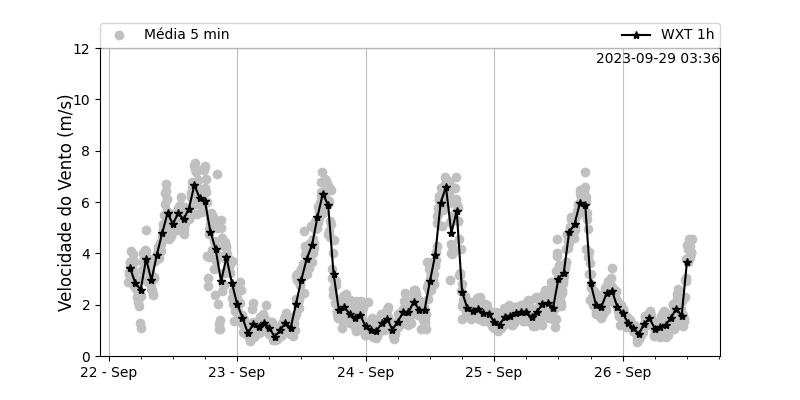 Média 5 min
WXT 1h
2023-09-29 03:36
Velocidade do Vento (m/s)
12
10
8
6
4
2
0
22 - Sep
23 - Sep
24 - Sep
25 - Sep
26 - Sep